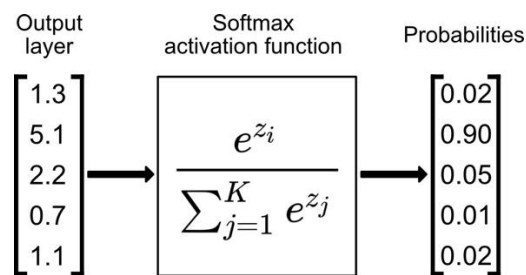 Output
layer
1.3
5.1
2.2
0.7
1.1
Softmax
activation function
e^{z_i}
∑_{j=1}^{K} e^{z_j}
Probabilities
0.02
0.90
0.05
0.01
0.02